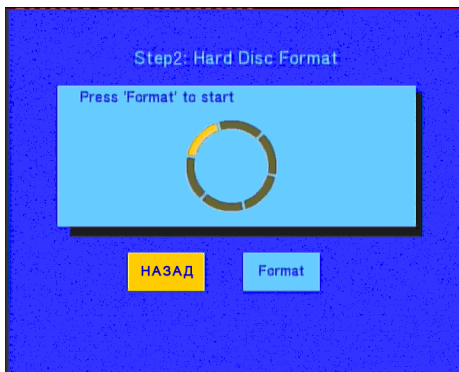 Step2: Hard Disc Format
Press 'Format' to start
НАЗАД
Format